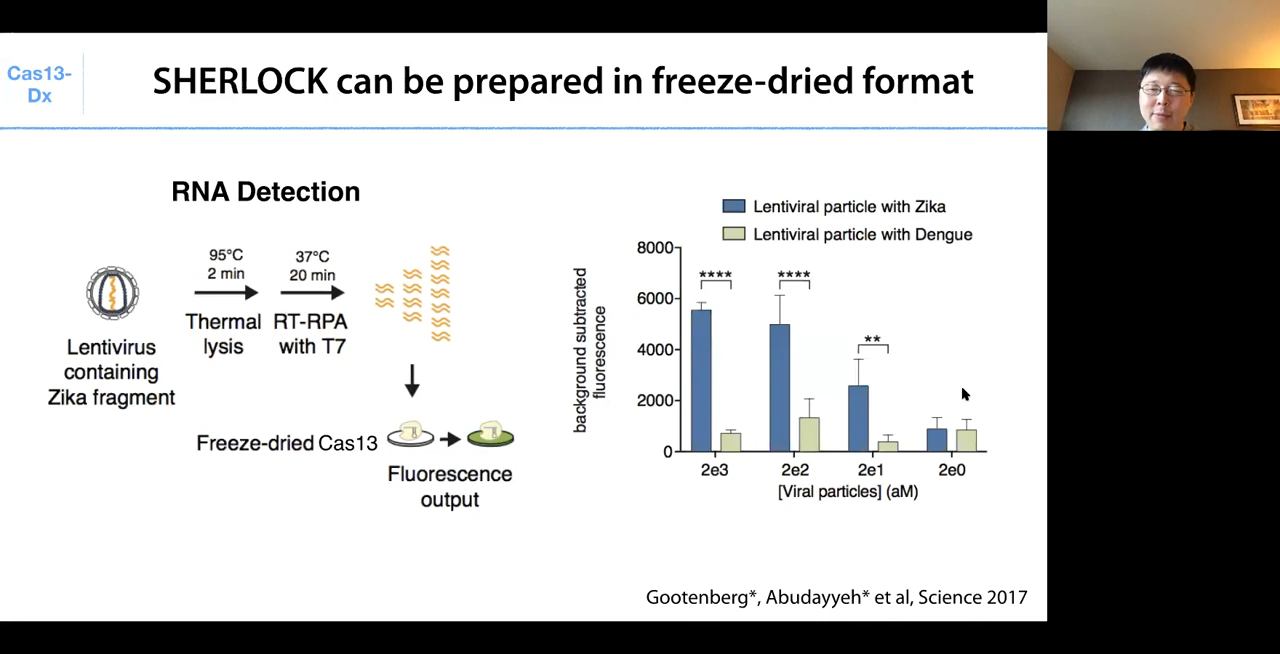 Cas13-
Dx
SHERLOCK can be prepared in freeze-dried format
RNA Detection
95°C
2 min
37°C
20 min
Thermal
lysis
RT-RPA
with T7
Lentivirus
containing
Zika fragment
Freeze-dried Cas13
Fluorescence
output
Lentiviral particle with Zika
Lentiviral particle with Dengue
background subtracted
fluorescence
8000
6000
4000
2000
0
****
****
**
2e3
2e2
2e1
2e0
[Viral particles] (aM)
Gootenberg*, Abudayyeh* et al, Science 2017